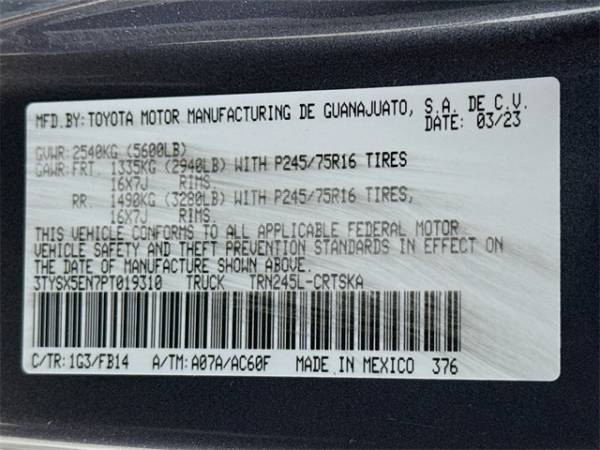 MFD.BY: TOYOTA MOTOR MANUFACTURING DE GUANAJUATO, S.A. DE C.V.
DATE: 03/23
GVWR: 2540KG (5600LB)
GAWR: FRT. 1335KG (2940LB) WITH P245/75R16 TIRES
16X7J RIMS.
RR. 1490KG (3280LB) WITH P245/75R16 TIRES,
16X7J RIMS.
THIS VEHICLE CONFORMS TO ALL APPLICABLE FEDERAL MOTOR
VEHICLE SAFETY AND THEFT PREVENTION STANDARDS IN EFFECT ON
THE DATE OF MANUFACTURE SHOWN ABOVE.
3TYSX5EN7PT019310 TRUCK TRN245L-CRTSKA
C/TR: 1G3/FB14 A/TM: A07A/AC60F MADE IN MEXICO 376